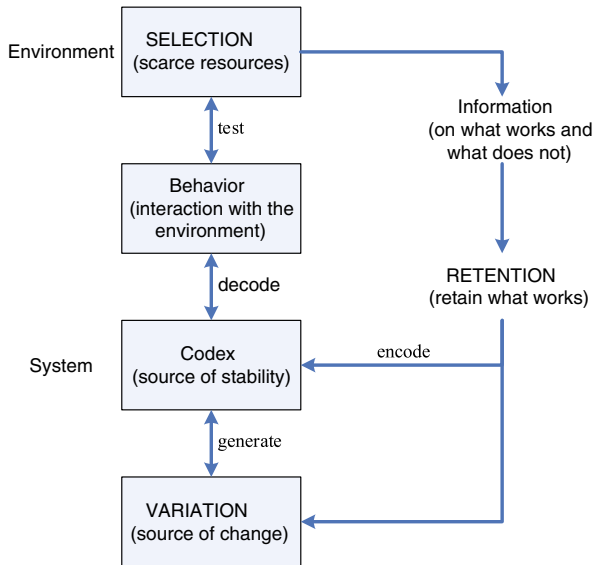 Environment
SELECTION
(scarce resources)
test
Information
(on what works and
what does not)
Behavior
(interaction with the
environment)
decode
RETENTION
(retain what works)
System
Codex
(source of stability)
encode
generate
VARIATION
(source of change)